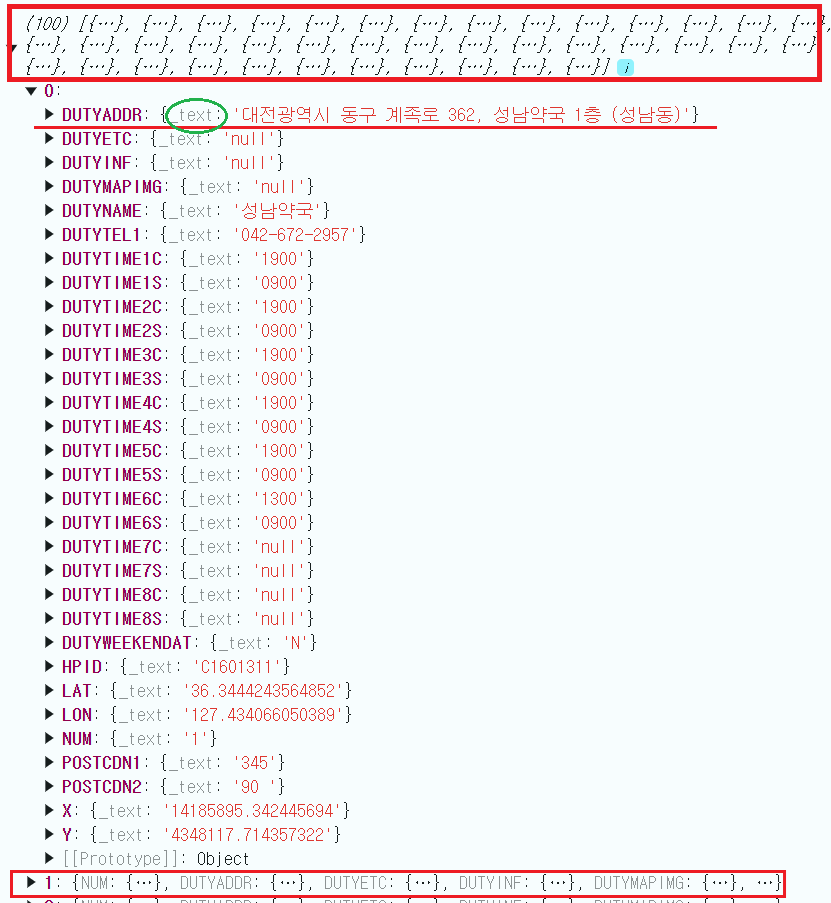 (100) [{…}, {…}, {…}, {…}, {…}, {…}, {…}, {…}, {…}, {…}, {…}, {…}, {…}, {…},
{…}, {…}, {…}, {…}, {…}, {…}, {…}, {…}, {…}, {…}, {…}, {…}, {…}, {…}, {…},
{…}, {…}, {…}, {…}, {…}, {…}, {…}, {…}, {…}, {…}, {…}] i
0:
DUTYADDR: {_text: '대전광역시 동구 계족로 362, 성남약국 1층 (성남동)'}
DUTYETC: {_text: 'null'}
DUTYINF: {_text: 'null'}
DUTYMAPIMG: {_text: 'null'}
DUTYNAME: {_text: '성남약국'}
DUTYTEL1: {_text: '042-672-2957'}
DUTYTIME1C: {_text: '1900'}
DUTYTIME1S: {_text: '0900'}
DUTYTIME2C: {_text: '1900'}
DUTYTIME2S: {_text: '0900'}
DUTYTIME3C: {_text: '1900'}
DUTYTIME3S: {_text: '0900'}
DUTYTIME4C: {_text: '1900'}
DUTYTIME4S: {_text: '0900'}
DUTYTIME5C: {_text: '1900'}
DUTYTIME5S: {_text: '0900'}
DUTYTIME6C: {_text: '1300'}
DUTYTIME6S: {_text: '0900'}
DUTYTIME7C: {_text: 'null'}
DUTYTIME7S: {_text: 'null'}
DUTYTIME8C: {_text: 'null'}
DUTYTIME8S: {_text: 'null'}
DUTYWEEKENDAT: {_text: 'N'}
HPID: {_text: 'C1601311'}
LAT: {_text: '36.3444243564852'}
LON: {_text: '127.434066050389'}
NUM: {_text: '1'}
POSTCDN1: {_text: '345'}
POSTCDN2: {_text: '90 '}
X: {_text: '14185895.342445694'}
Y: {_text: '4348117.714357322'}
[[Prototype]]: Object
1: {NUM: {…}, DUTYADDR: {…}, DUTYETC: {…}, DUTYINF: {…}, DUTYMAPIMG: {…}, …}